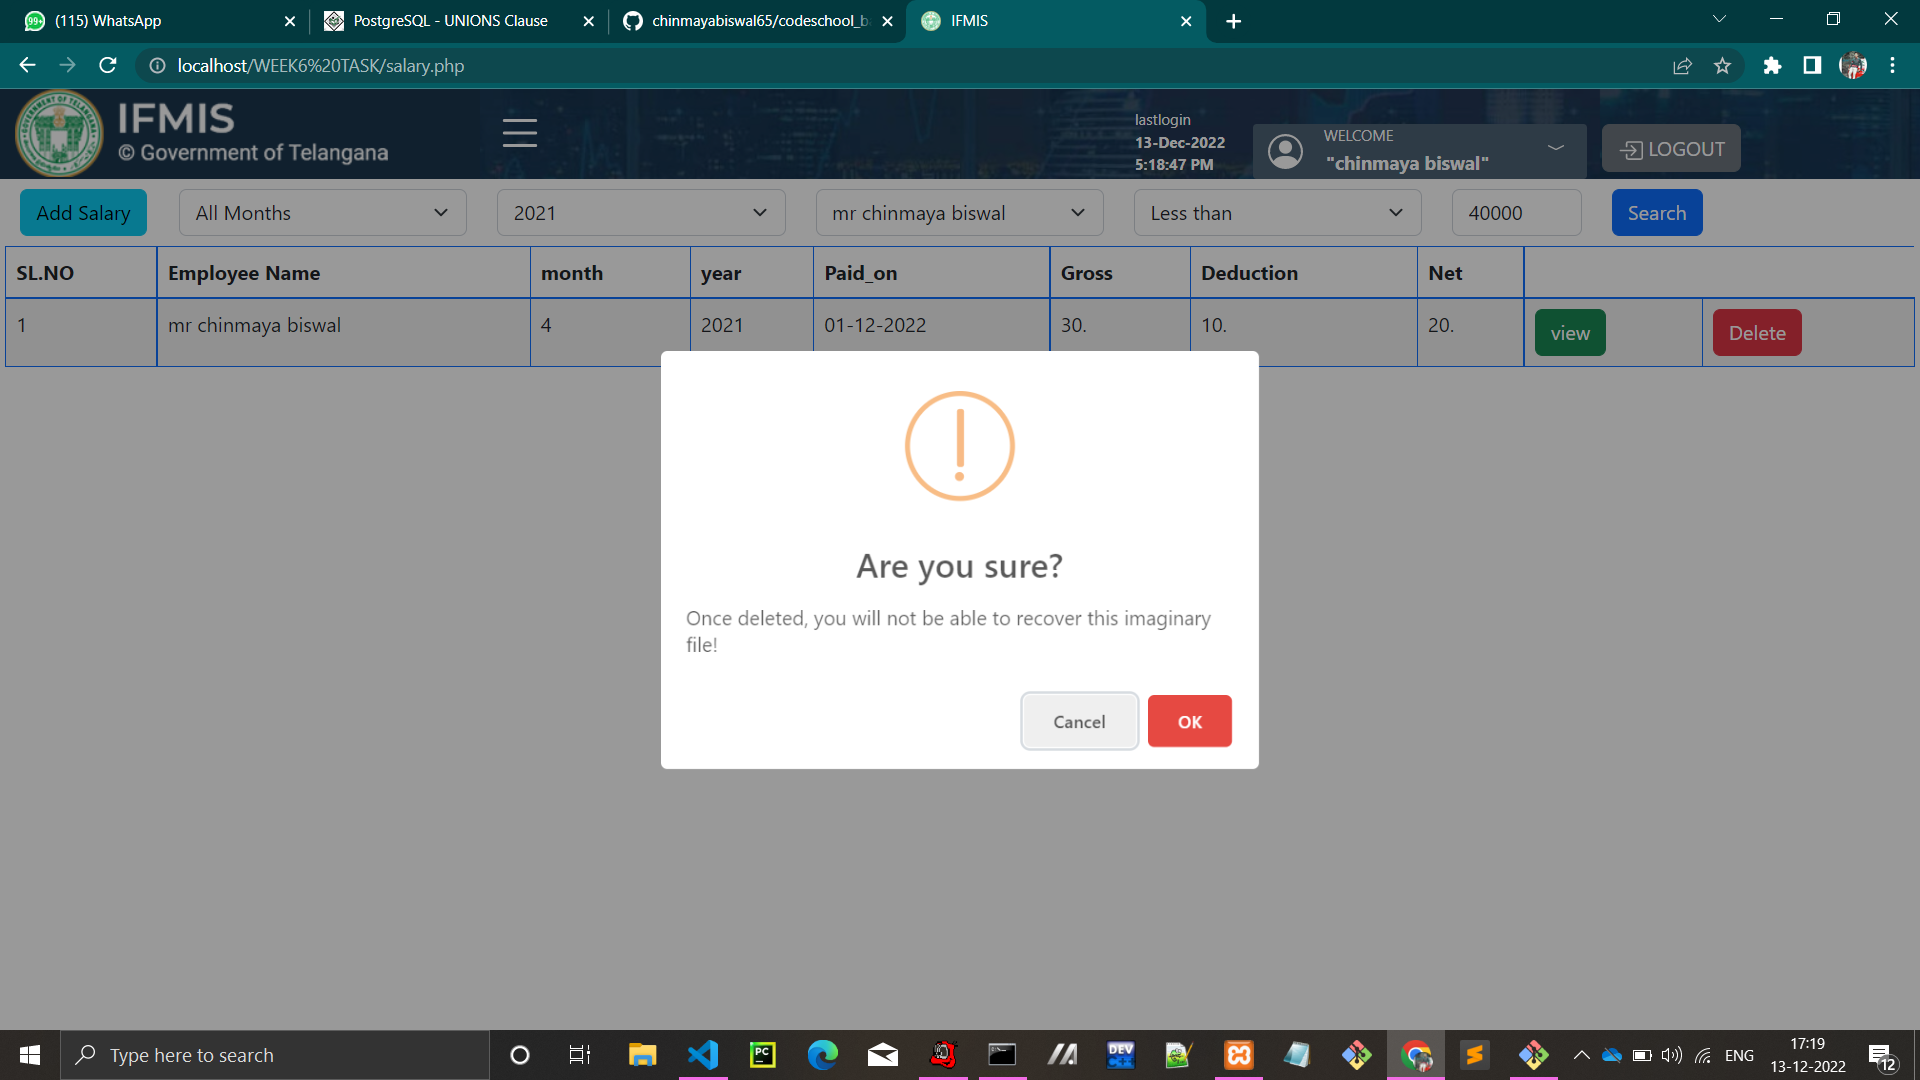 (115) WhatsApp
PostgreSQL - UNIONS Clause
chinmayabiswal65/codeschool_b
IFMIS
localhost/WEEK6%20TASK/salary.php
IFMIS
© Government of Telangana
lastlogin
13-Dec-2022
5:18:47 PM
WELCOME
"chinmaya biswal"
LOGOUT
Add Salary
All Months
2021
mr chinmaya biswal
Less than
40000
Search
SL.NO Employee Name month year Paid_on Gross Deduction Net
1 mr chinmaya biswal 4 2021 01-12-2022 30. 10. 20. view Delete
Are you sure?
Once deleted, you will not be able to recover this imaginary
file!
Cancel
OK
Type here to search
PC
DEV
ENG
17:19
13-12-2022
12